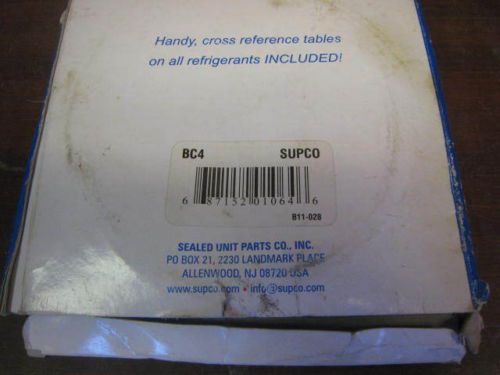 Handy, cross reference tables
on all refrigerants INCLUDED!
BC4 SUPCO
6 87152 01064 6
B11-028
SEALED UNIT PARTS CO., INC.
PO BOX 21, 2230 LANDMARK PLACE
ALLENWOOD, NJ 08720 USA
www.supco.com • info@supco.com